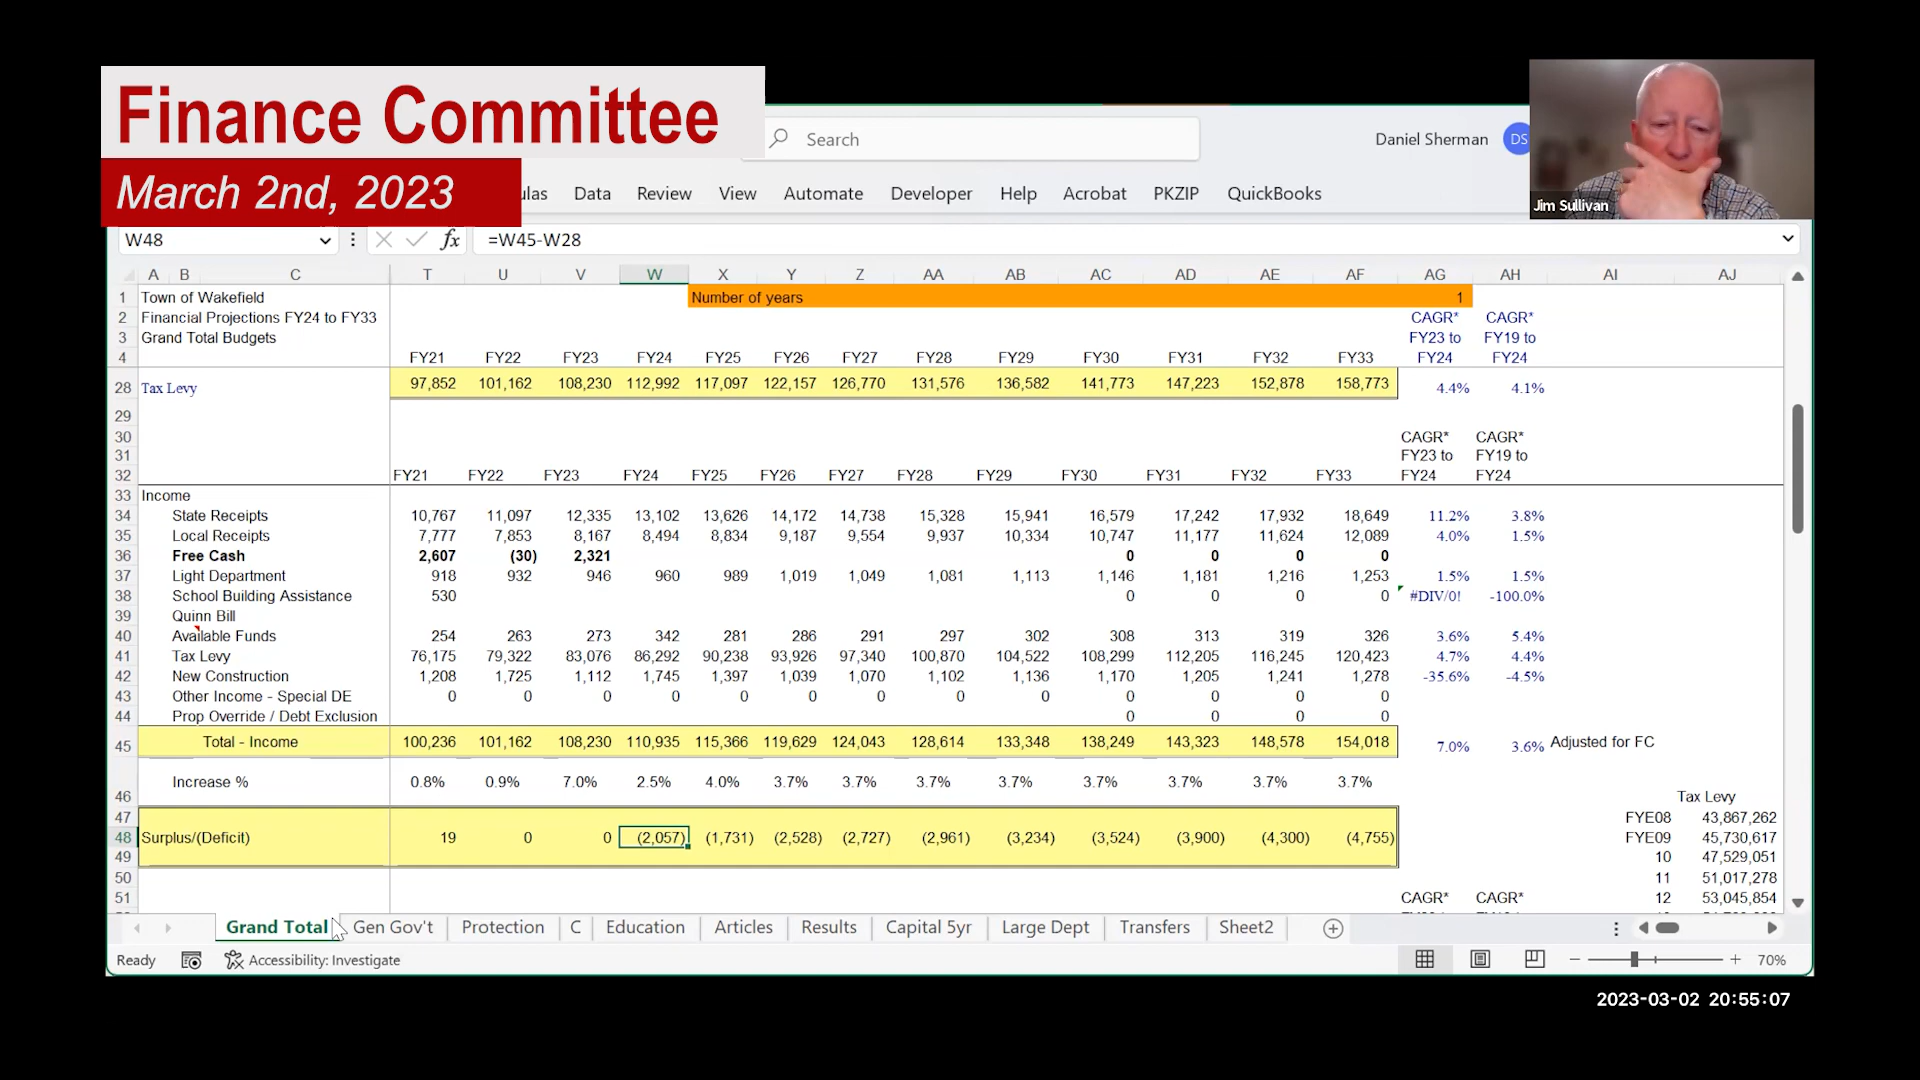 Finance Committee
March 2nd, 2023
Search
Daniel Sherman DS
Jim Sullivan
ulas Data Review View Automate Developer Help Acrobat PKZIP QuickBooks
W48 fx =W45-W28
A B C T U V W X Y Z AA AB AC AD AE AF AG AH AI AJ
1 Town of Wakefield Number of years 1
2 Financial Projections FY24 to FY33 CAGR* CAGR*
3 Grand Total Budgets FY23 to FY19 to
4 FY21 FY22 FY23 FY24 FY25 FY26 FY27 FY28 FY29 FY30 FY31 FY32 FY33 FY24 FY24
28 Tax Levy 97,852 101,162 108,230 112,992 117,097 122,157 126,770 131,576 136,582 141,773 147,223 152,878 158,773 4.4% 4.1%
29
30 CAGR* CAGR*
31 FY23 to FY19 to
32 FY21 FY22 FY23 FY24 FY25 FY26 FY27 FY28 FY29 FY30 FY31 FY32 FY33 FY24 FY24
33 Income
34 State Receipts 10,767 11,097 12,335 13,102 13,626 14,172 14,738 15,328 15,941 16,579 17,242 17,932 18,649 11.2% 3.8%
35 Local Receipts 7,777 7,853 8,167 8,494 8,834 9,187 9,554 9,937 10,334 10,747 11,177 11,624 12,089 4.0% 1.5%
36 Free Cash 2,607 (30) 2,321 0 0 0 0
37 Light Department 918 932 946 960 989 1,019 1,049 1,081 1,113 1,146 1,181 1,216 1,253 1.5% 1.5%
38 School Building Assistance 530 0 0 0 0 #DIV/0! -100.0%
39 Quinn Bill
40 Available Funds 254 263 273 342 281 286 291 297 302 308 313 319 326 3.6% 5.4%
41 Tax Levy 76,175 79,322 83,076 86,292 90,238 93,926 97,340 100,870 104,522 108,299 112,205 116,245 120,423 4.7% 4.4%
42 New Construction 1,208 1,725 1,112 1,745 1,397 1,039 1,070 1,102 1,136 1,170 1,205 1,241 1,278 -35.6% -4.5%
43 Other Income - Special DE 0 0 0 0 0 0 0 0 0 0 0 0 0
44 Prop Override / Debt Exclusion 0 0 0 0
45 Total - Income 100,236 101,162 108,230 110,935 115,366 119,629 124,043 128,614 133,348 138,249 143,323 148,578 154,018 7.0% 3.6% Adjusted for FC
46 Increase % 0.8% 0.9% 7.0% 2.5% 4.0% 3.7% 3.7% 3.7% 3.7% 3.7% 3.7% 3.7% 3.7% Tax Levy
47 FYE08 43,867,262
48 Surplus/(Deficit) 19 0 0 (2,057) (1,731) (2,528) (2,727) (2,961) (3,234) (3,524) (3,900) (4,300) (4,755) FYE09 45,730,617
49 10 47,529,051
50 11 51,017,278
51 CAGR* CAGR* 12 53,045,854
Grand Total Gen Gov't Protection C Education Articles Results Capital 5yr Large Dept Transfers Sheet2
Ready Accessibility: Investigate 70%
2023-03-02 20:55:07